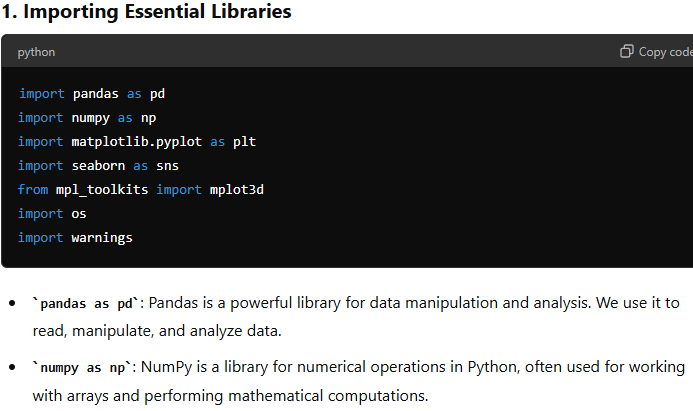 1. Importing Essential Libraries
python
Copy code
import pandas as pd
import numpy as np
import matplotlib.pyplot as plt
import seaborn as sns
from mpl_toolkits import mplot3d
import os
import warnings
• `pandas as pd`: Pandas is a powerful library for data manipulation and analysis. We use it to
read, manipulate, and analyze data.
• `numpy as np`: NumPy is a library for numerical operations in Python, often used for working
with arrays and performing mathematical computations.